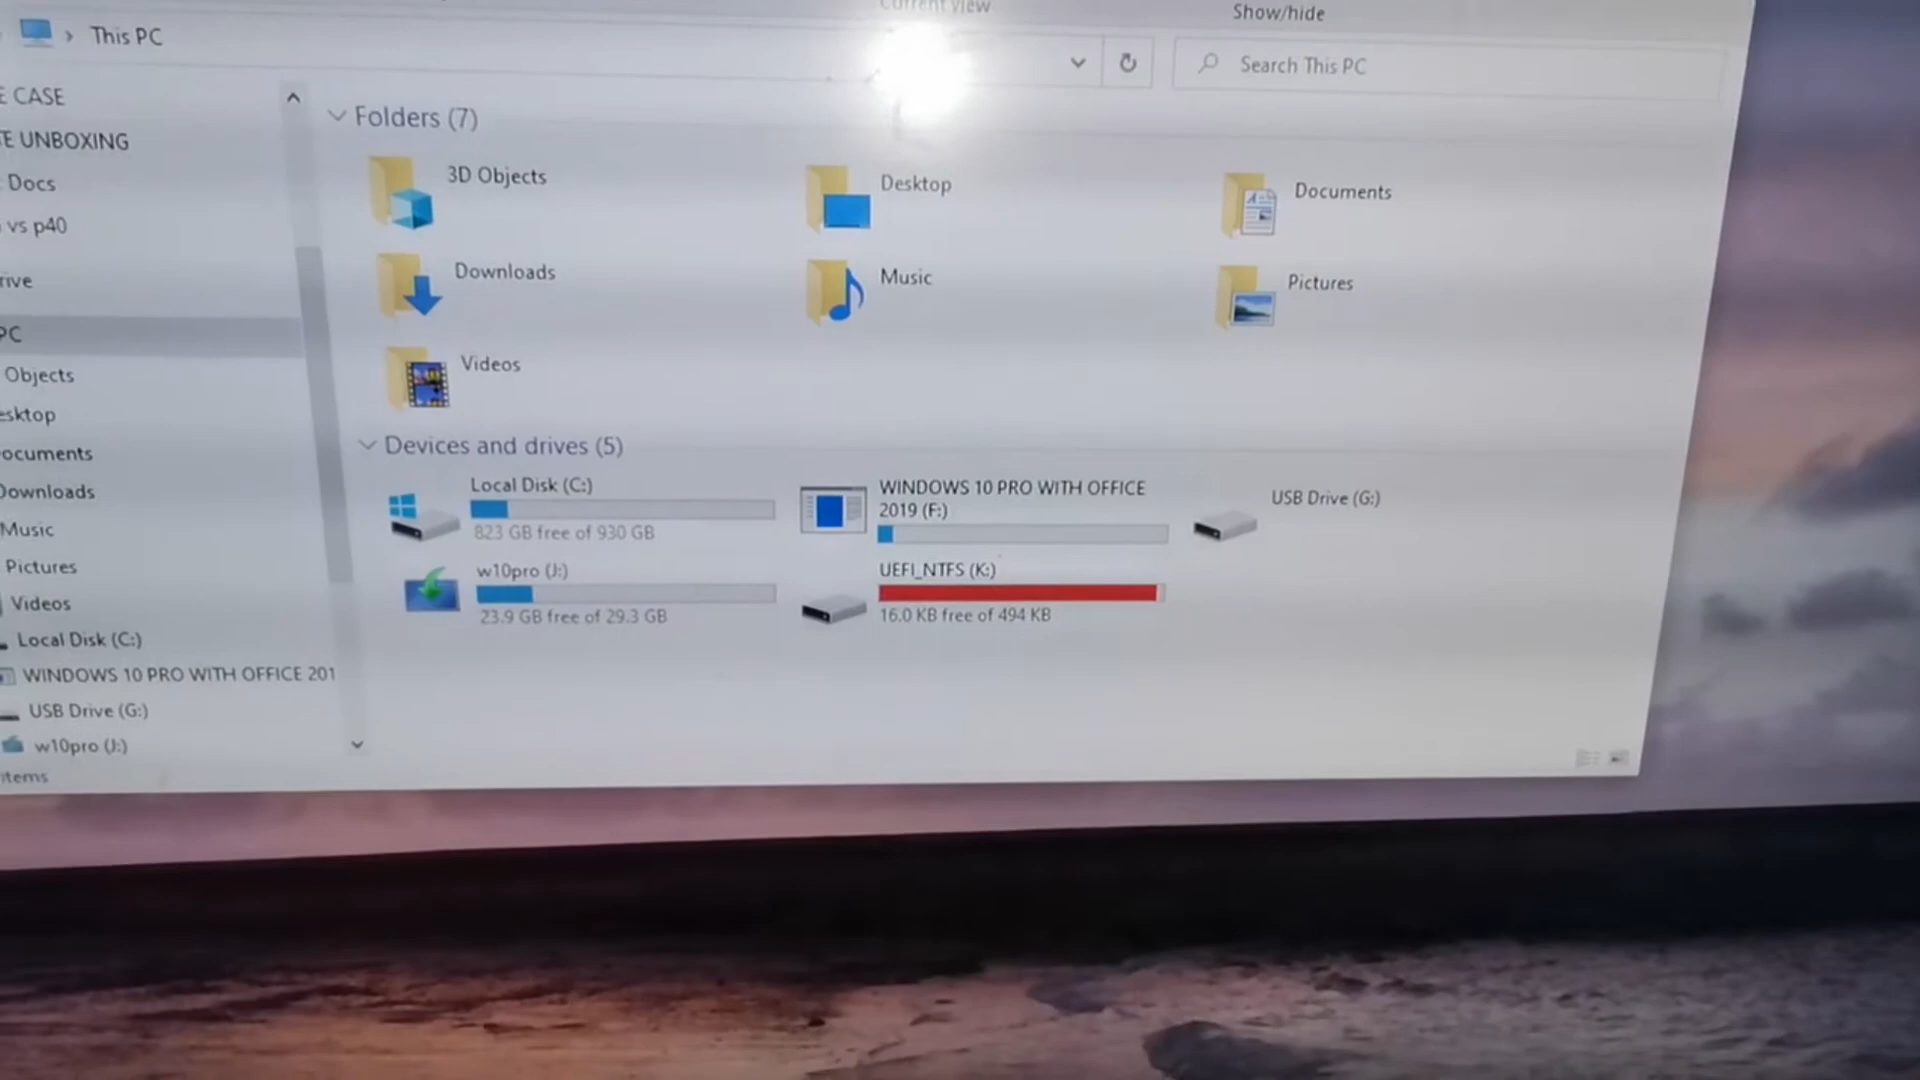 Current view
Show/hide
This PC
Search This PC
E CASE
TE UNBOXING
Docs
vs p40
rive
PC
Objects
esktop
ocuments
Downloads
Music
Pictures
Videos
Local Disk (C:)
WINDOWS 10 PRO WITH OFFICE 201
USB Drive (G:)
w10pro (J:)
items
Folders (7)
3D Objects
Desktop
Documents
Downloads
Music
Pictures
Videos
Devices and drives (5)
Local Disk (C:)
823 GB free of 930 GB
WINDOWS 10 PRO WITH OFFICE
2019 (F:)
USB Drive (G:)
w10pro (J:)
23.9 GB free of 29.3 GB
UEFI_NTFS (K:)
16.0 KB free of 494 KB